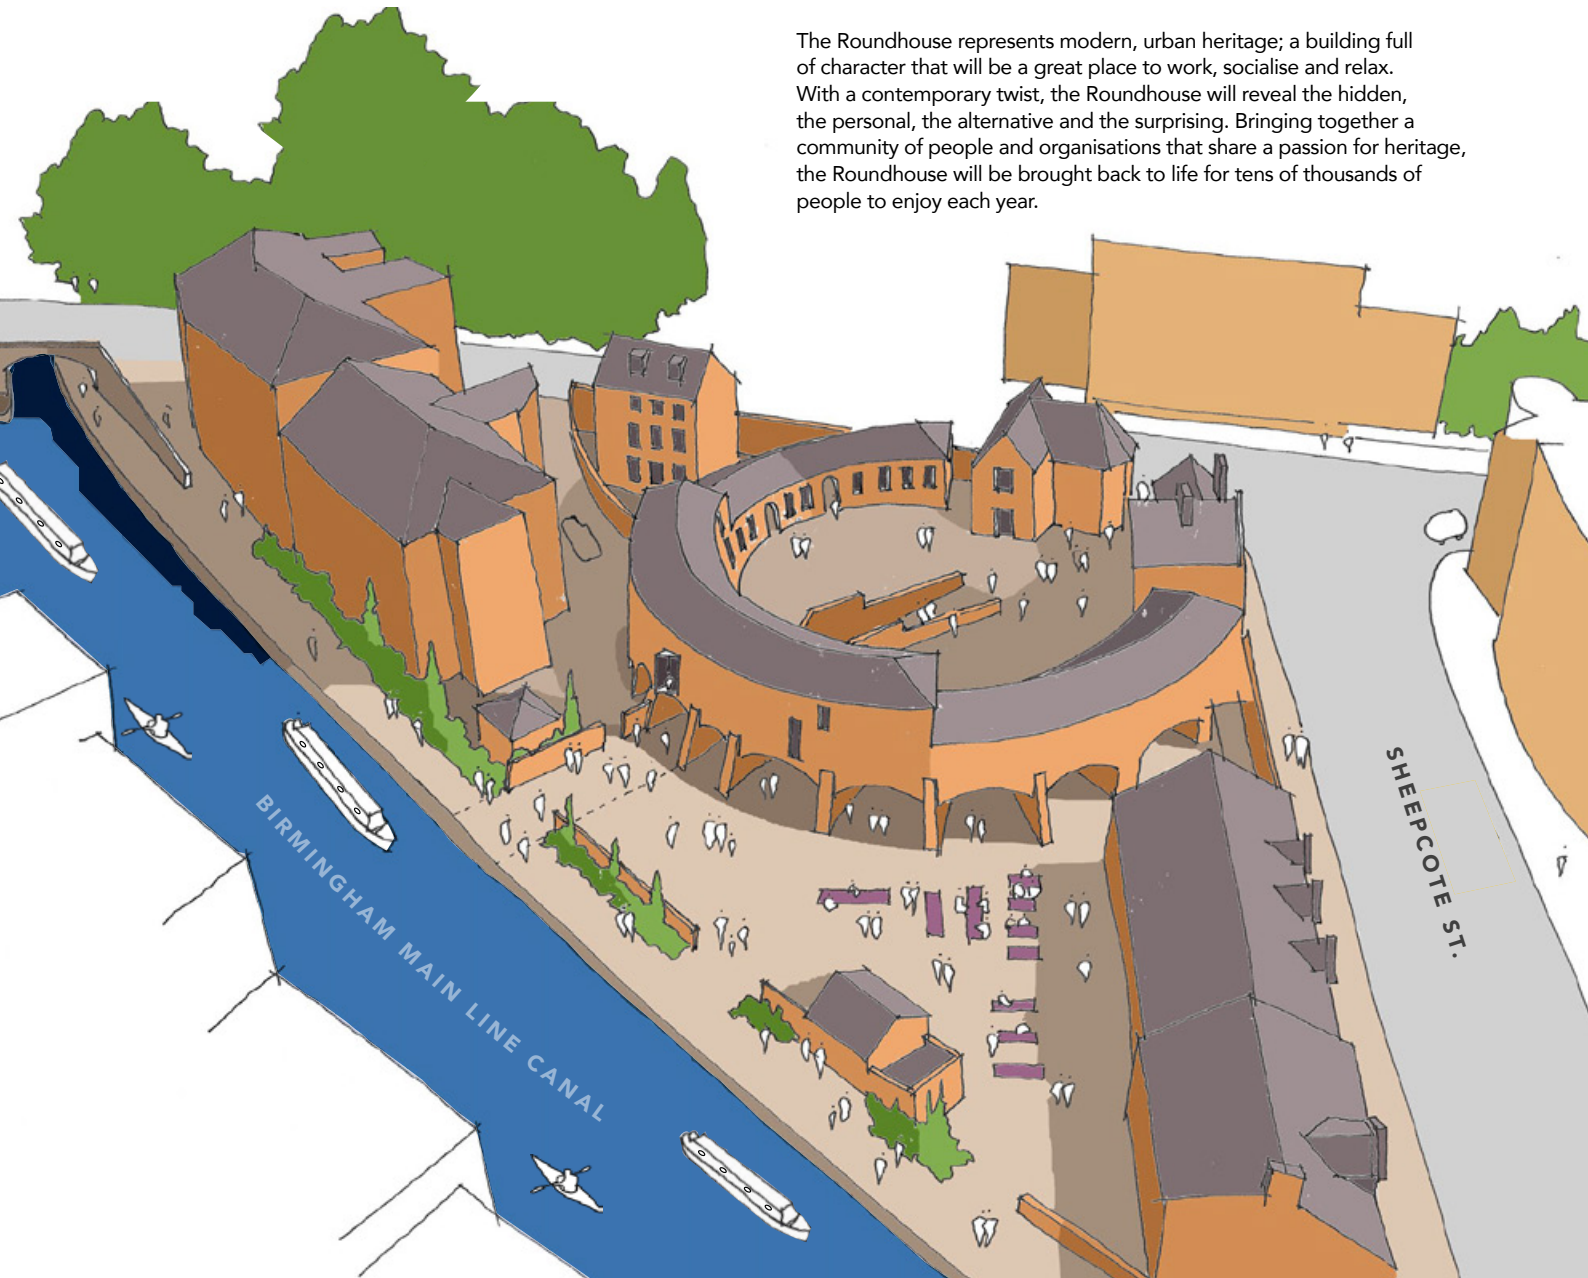 The Roundhouse represents modern, urban heritage; a building full
of character that will be a great place to work, socialise and relax.
With a contemporary twist, the Roundhouse will reveal the hidden,
the personal, the alternative and the surprising. Bringing together a
community of people and organisations that share a passion for heritage,
the Roundhouse will be brought back to life for tens of thousands of
people to enjoy each year.
SHEEPCOTE ST.
BIRMINGHAM MAIN LINE CANAL